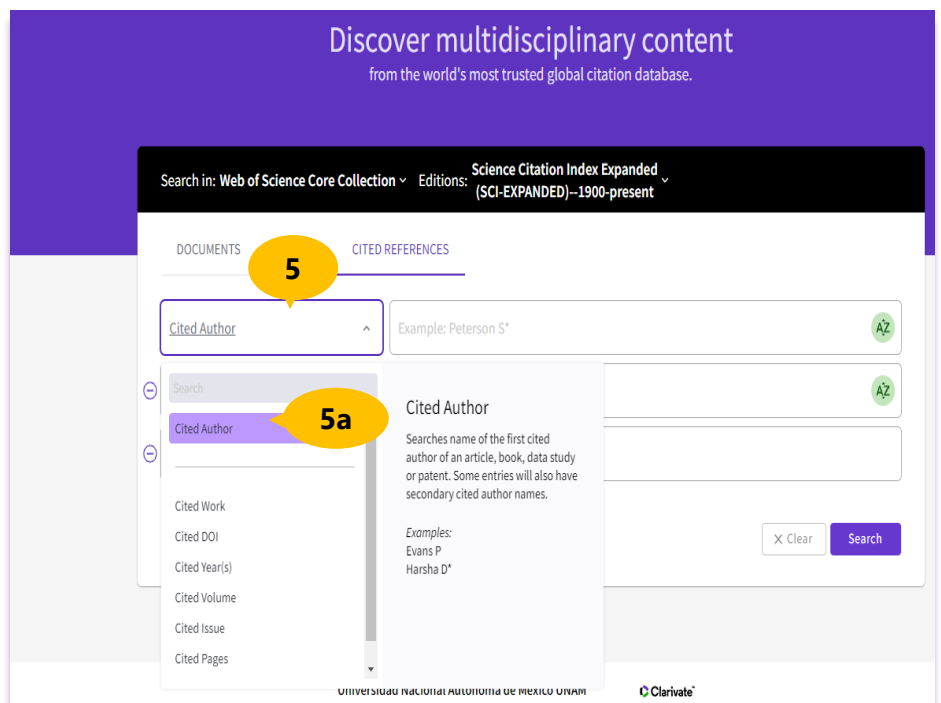 Discover multidisciplinary content
from the world's most trusted global citation database.
Search in: Web of Science Core Collection Editions: Science Citation Index Expanded
(SCI-EXPANDED)--1900-present
DOCUMENTS CITED REFERENCES
5
Cited Author Example: Peterson S*
AZ
Search
AZ
Cited Author
5a
Cited Author
Searches name of the first cited
author of an article, book, data study
or patent. Some entries will also have
secondary cited author names.
Cited Work
Cited DOI
Cited Year(s)
Cited Volume
Cited Issue
Cited Pages
Examples:
Evans P
Harsha D*
X Clear Search
Universidad Nacional Autónoma de México UNAM Clarivate™